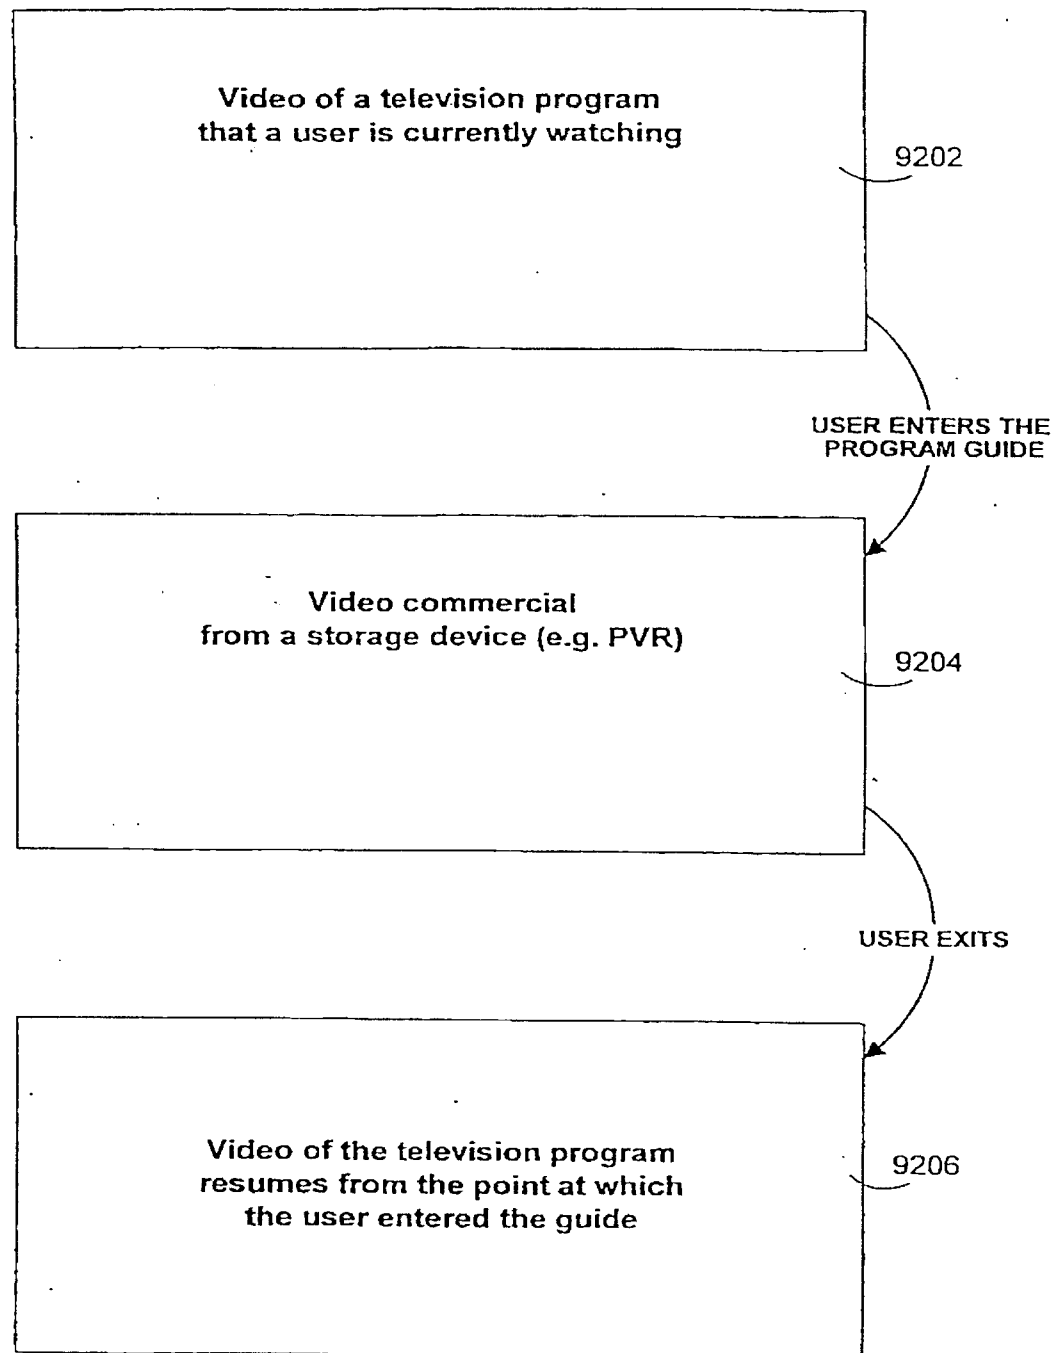 Video of a television program
that a user is currently watching
9202
USER ENTERS THE
PROGRAM GUIDE
Video commercial
from a storage device (e.g. PVR)
9204
USER EXITS
Video of the television program
resumes from the point at which
the user entered the guide
9206